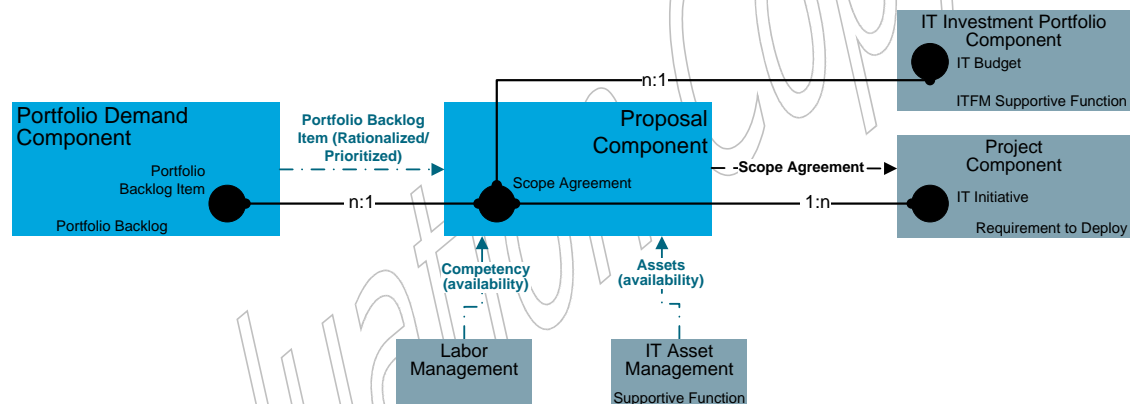 IT Investment Portfolio
Component
IT Budget
ITFM Supportive Function
n:1
Portfolio Demand
Component
Portfolio
Backlog Item
Portfolio Backlog
Portfolio Backlog
Item (Rationalized/
Prioritized)
n:1
Proposal
Component
Scope Agreement
Scope Agreement
1:n
Project
Component
IT Initiative
Requirement to Deploy
Competency
(availability)
Assets
(availability)
Labor
Management
IT Asset
Management
Supportive Function